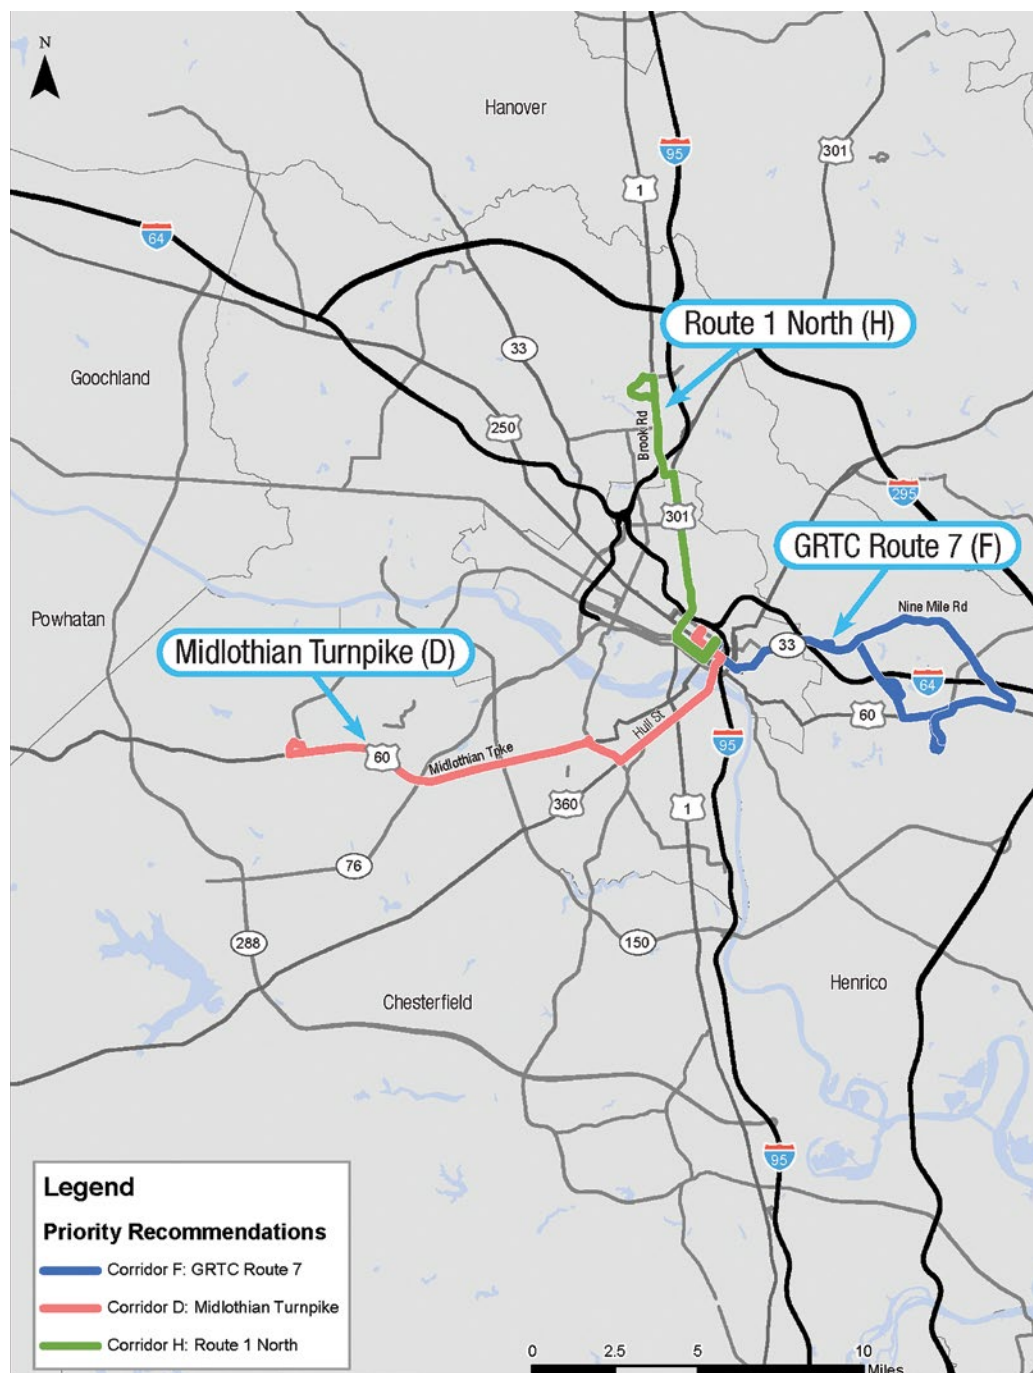 N
Hanover
95
301
1
64
Route 1 North (H)
33
Goochland
250
Brook Rd
295
301
GRTC Route 7 (F)
Nine Mile Rd
Powhatan
Midlothian Turnpike (D)
33
64
60
Hull St
95
60
Midlothian Tpke
360
1
76
288
150
Henrico
Chesterfield
95
Legend
Priority Recommendations
Corridor F: GRTC Route 7
Corridor D: Midlothian Turnpike
Corridor H: Route 1 North
0 2.5 5 10
Miles